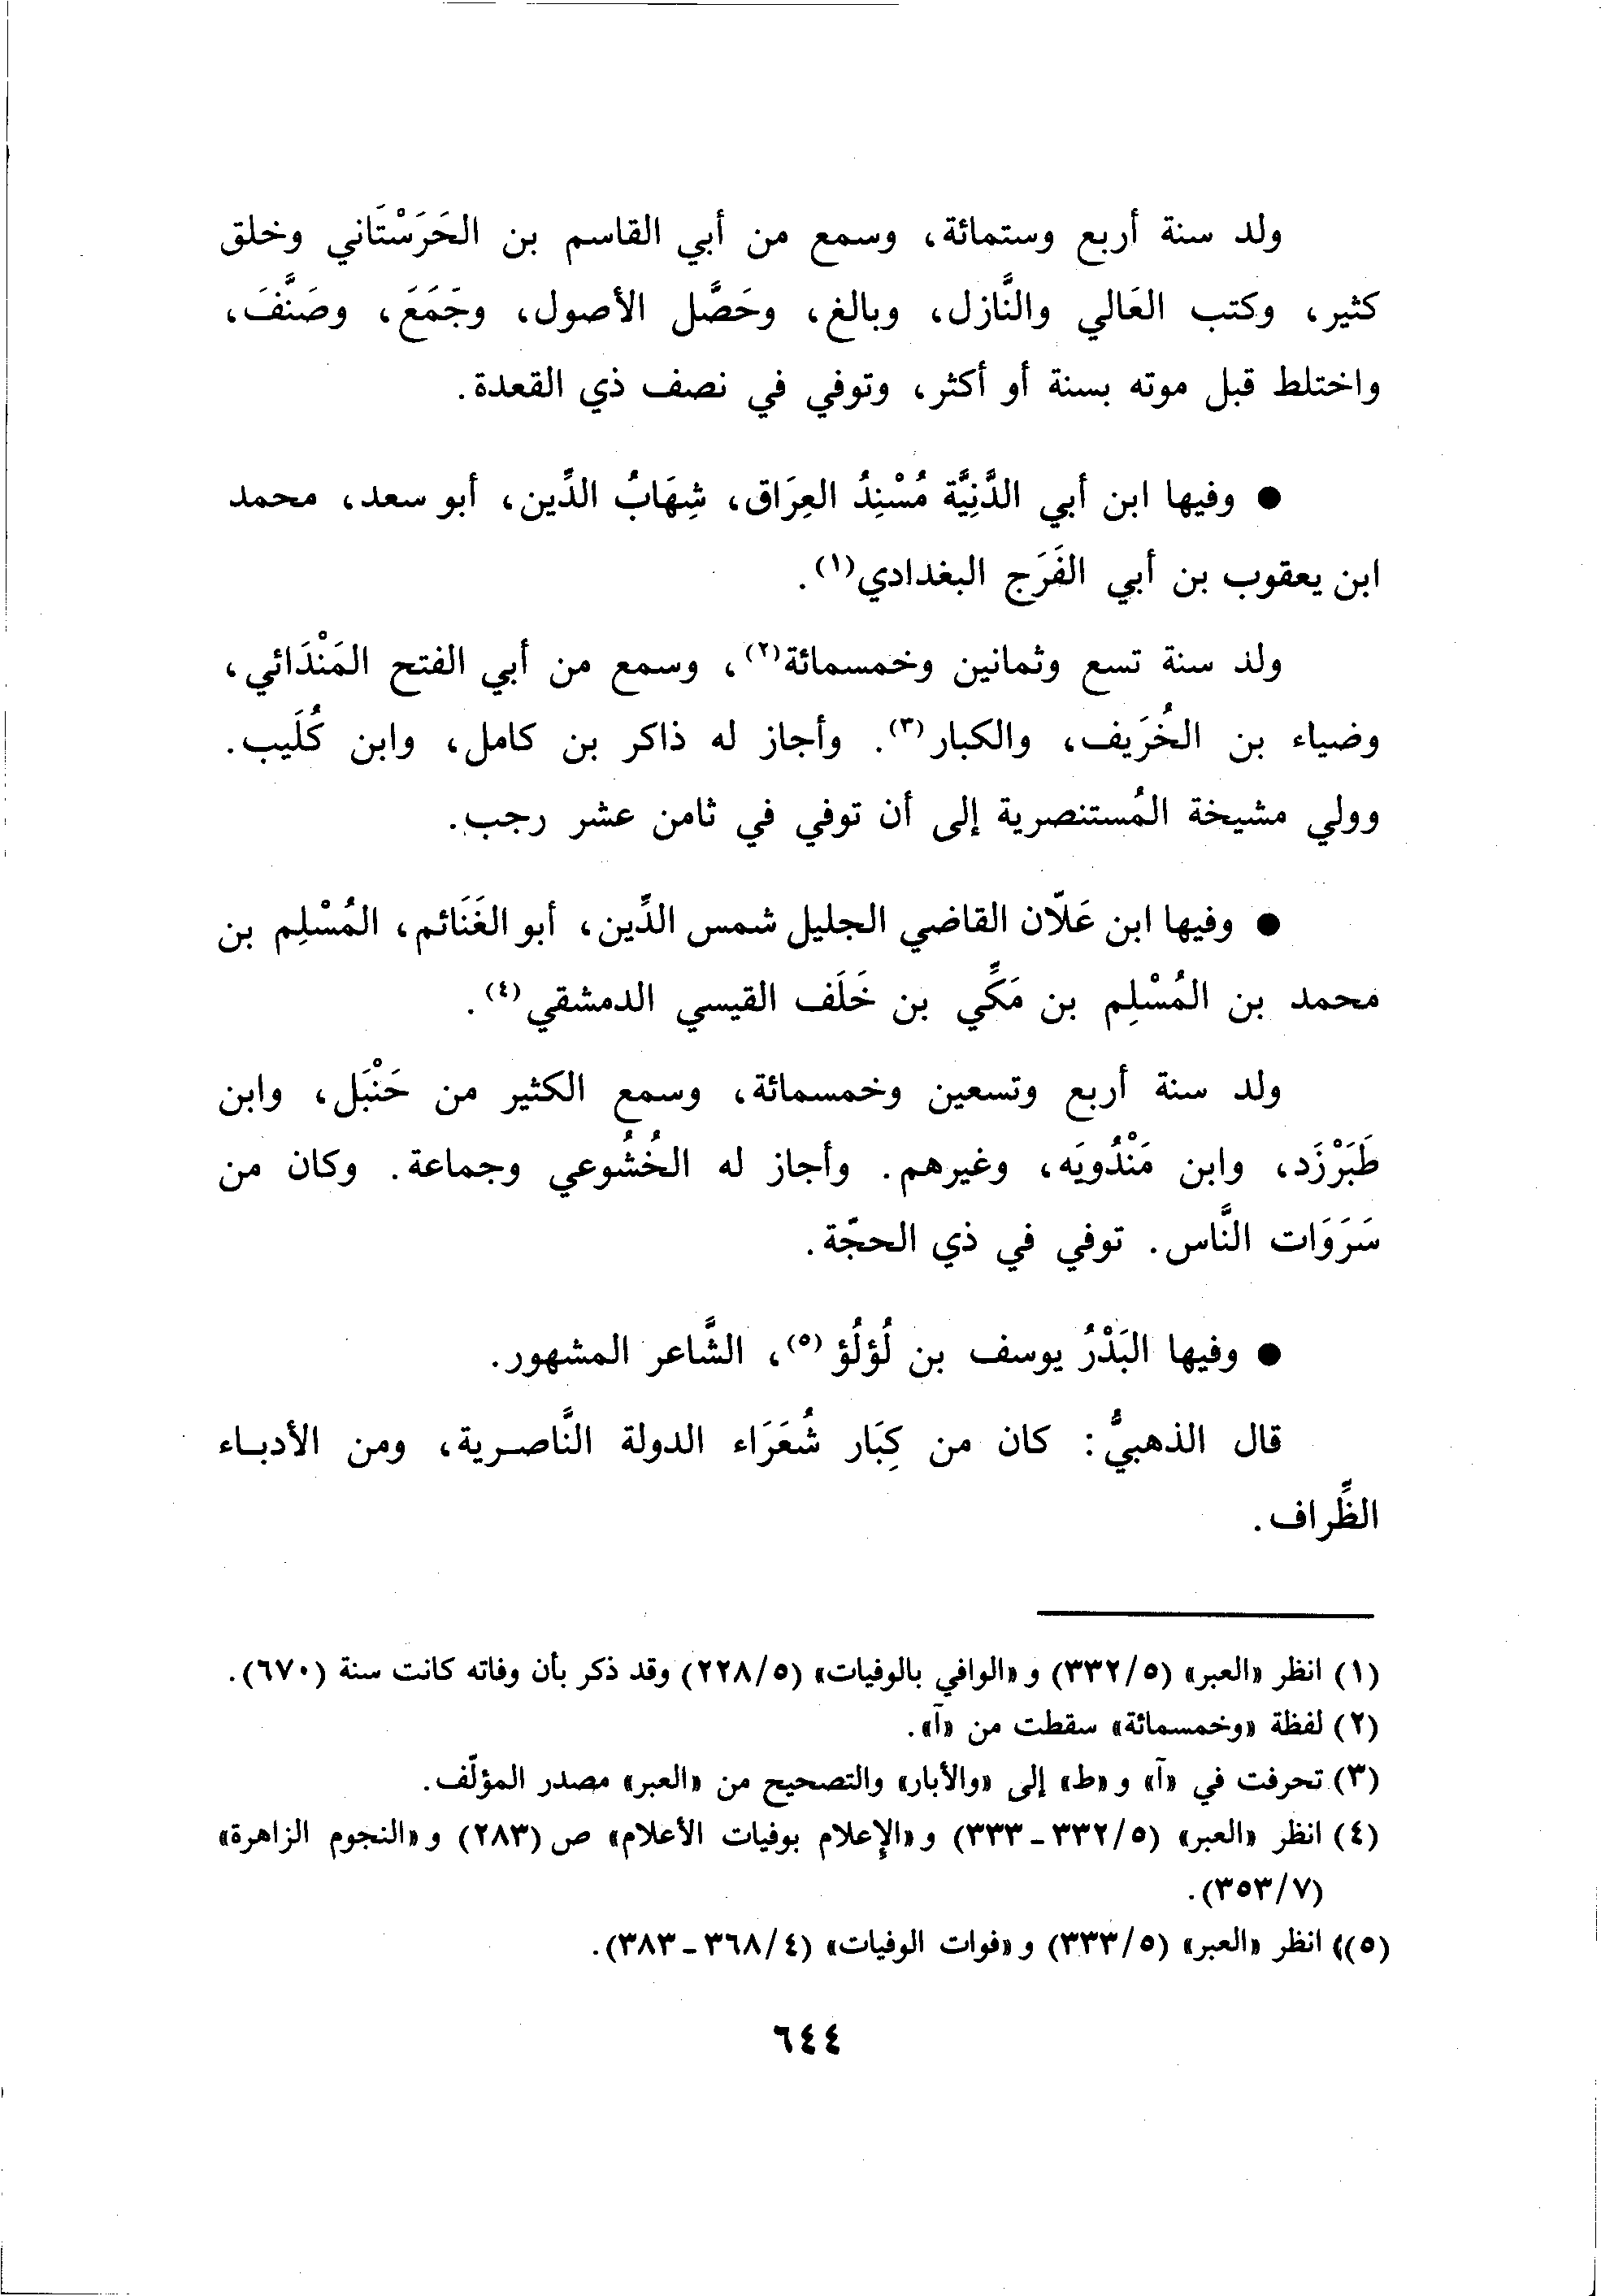 ولد سنة أربع وستمائة، وسمع من أبي القاسم بن الحَرَسْتَاني وخلق
كثير، وكتب العَالي والنَّازل، وبالغ، وحَصَّل الأصول، وجَمَعَ، وصَنَّفَ،
واختلط قبل موته بسنة أو أكثر، وتوفي في نصف ذي القعدة.
● وفيها ابن أبي الدَّنِيَّة مُسْنِدُ العِرَاق، شِهَابُ الدِّين، أبو سعد، محمد
ابن يعقوب بن أبي الفَرَج البغدادي(١).
ولد سنة تسع وثمانين وخمسمائة(٢)، وسمع من أبي الفتح المَنْدَائي،
وضياء بن الخُرَيف، والكبار(٣). وأجاز له ذاكر بن كامل، وابن كُلَيب.
وولي مشيخة المُستنصرية إلى أن توفي في ثامن عشر رجب.
● وفيها ابن عَلّان القاضي الجليل شمس الدِّين، أبو الغَنَائم، المُسْلِم بن
محمد بن المُسْلِم بن مَكِّي بن خَلَف القيسي الدمشقي(٤).
ولد سنة أربع وتسعين وخمسمائة، وسمع الكثير من حَنْبَل، وابن
طَبَرْزَد، وابن مَنْدُويَه، وغيرهم. وأجاز له الخُشُوعي وجماعة. وكان من
سَرَوَات النَّاس. توفي في ذي الحجّة.
● وفيها البَدْرُ يوسف بن لُؤلُؤ(٥)، الشَّاعر المشهور.
قال الذهبيُّ: كان من كِبَار شُعَرَاء الدولة النَّاصـرية، ومن الأدبـاء
الظِّراف.
(١) انظر «العبر» (٣٣٢/٥) و «الوافي بالوفيات» (٢٢٨/٥) وقد ذكر بأن وفاته كانت سنة (٦٧٠).
(٢) لفظة «وخمسمائة» سقطت من «آ».
(٣) تحرفت في «آ» و «ط» إلى «والأبار» والتصحيح من «العبر» مصدر المؤلّف.
(٤) انظر «العبر» (٣٣٢/٥ - ٣٣٣) و «الإعلام بوفيات الأعلام» ص (٢٨٣) و «النجوم الزاهرة»
(٣٥٣/٧).
(٥)) انظر «العبر» (٣٣٣/٥) و «فوات الوفيات» (٣٦٨/٤ - ٣٨٣).
٦٤٤